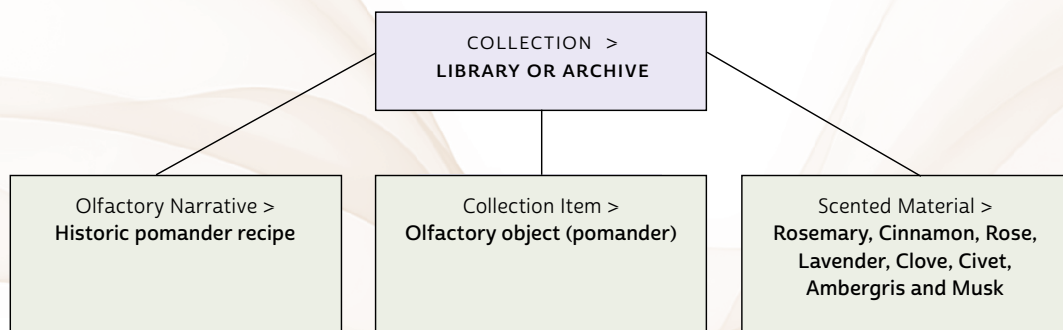 COLLECTION >
LIBRARY OR ARCHIVE
Olfactory Narrative >
Historic pomander recipe
Collection Item >
Olfactory object (pomander)
Scented Material >
Rosemary, Cinnamon, Rose,
Lavender, Clove, Civet,
Ambergris and Musk